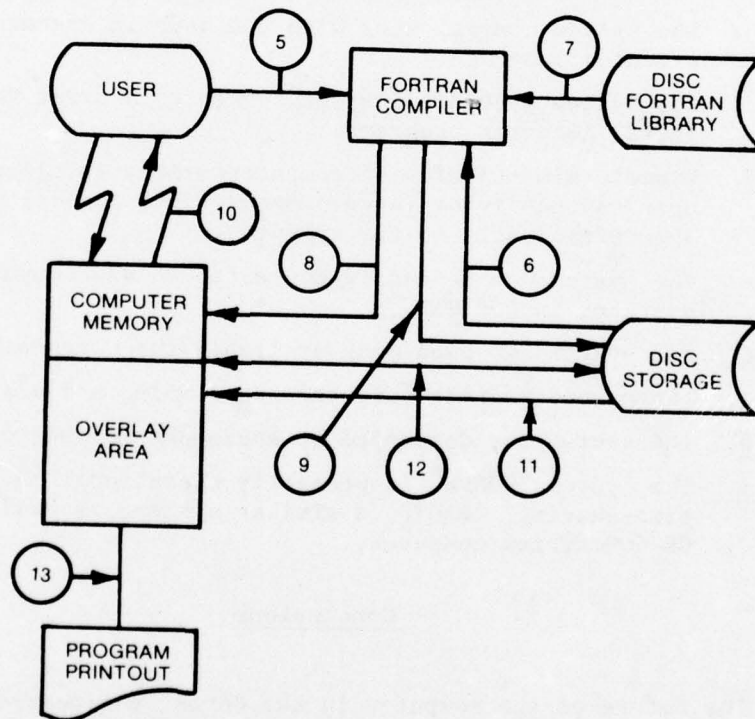 5
7
USER
FORTRAN
COMPILER
DISC
FORTRAN
LIBRARY
10
8
6
COMPUTER
MEMORY
DISC
STORAGE
OVERLAY
AREA
9
12
11
13
PROGRAM
PRINTOUT